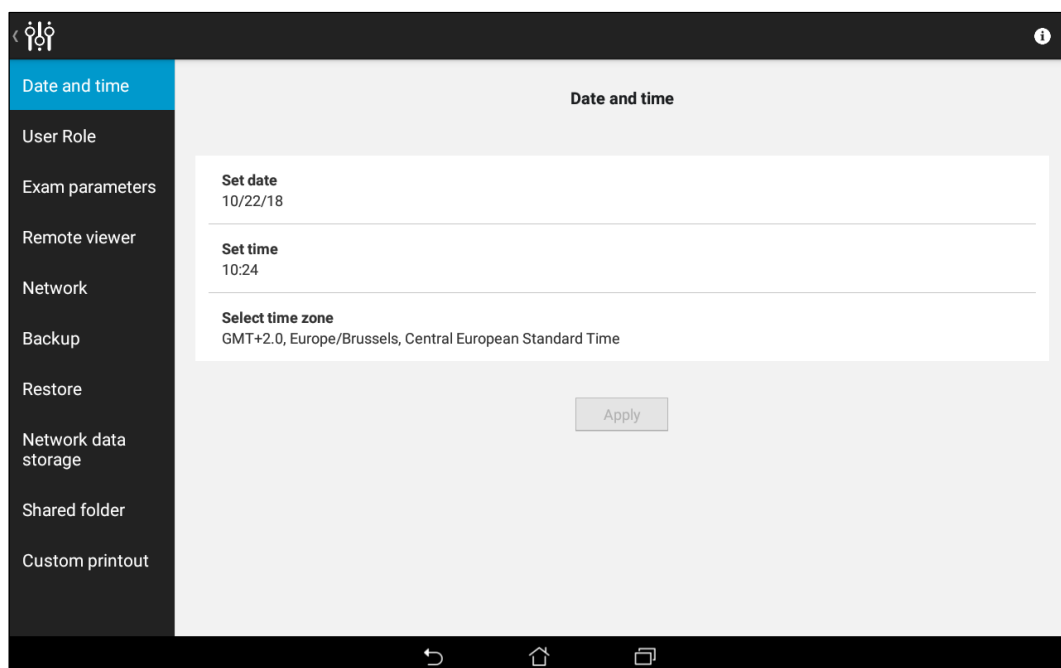 Date and time
User Role
Exam parameters
Remote viewer
Network
Backup
Restore
Network data
storage
Shared folder
Custom printout
Date and time
Set date
10/22/18
Set time
10:24
Select time zone
GMT+2.0, Europe/Brussels, Central European Standard Time
Apply